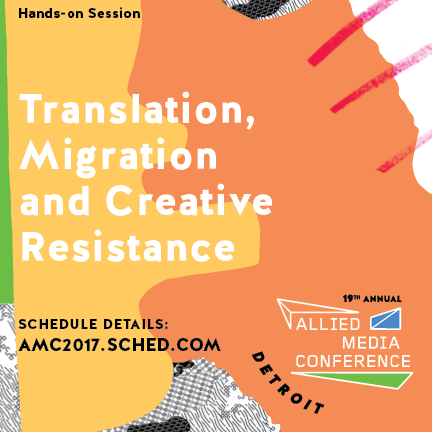 Hands-on Session
Translation,
Migration
and Creative
Resistance
SCHEDULE DETAILS:
AMC2017.SCHED.COM
19TH ANNUAL
ALLIED
MEDIA
CONFERENCE
DETROIT